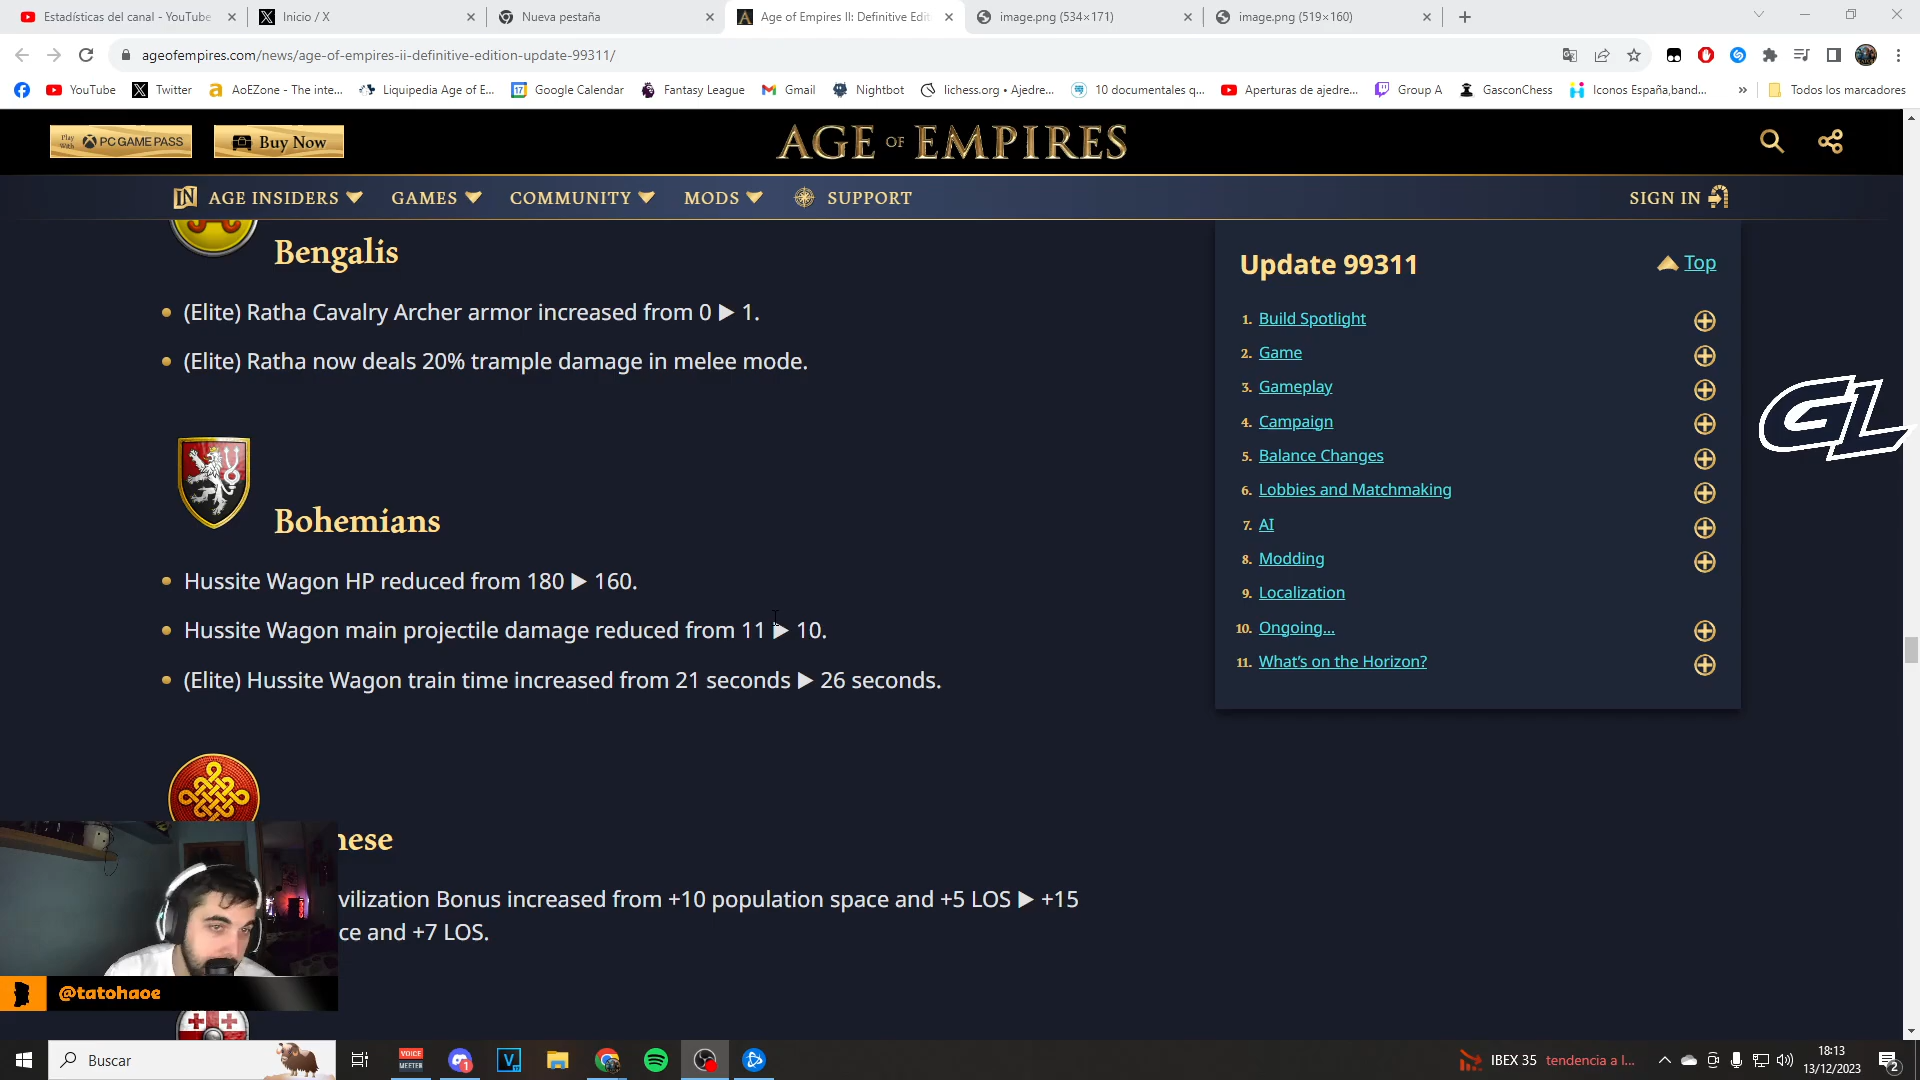 Estadísticas del canal - YouTube
Inicio / X
Nueva pestaña
Age of Empires II: Definitive Edit
image.png (534×171)
image.png (519×160)
ageofempires.com/news/age-of-empires-ii-definitive-edition-update-99311/
YouTube
Twitter
AoEZone - The inte...
Liquipedia Age of E...
Google Calendar
Fantasy League
Gmail
Nightbot
lichess.org • Ajedre...
10 documentales q...
Aperturas de ajedre...
Group A
GasconChess
Iconos España,band...
»
Todos los marcadores
Play With PC GAME PASS
Buy Now
AGE OF EMPIRES
IN AGE INSIDERS
GAMES
COMMUNITY
MODS
SUPPORT
SIGN IN
Bengalis
(Elite) Ratha Cavalry Archer armor increased from 0 ► 1.
(Elite) Ratha now deals 20% trample damage in melee mode.
Bohemians
Hussite Wagon HP reduced from 180 ► 160.
Hussite Wagon main projectile damage reduced from 11 ► 10.
(Elite) Hussite Wagon train time increased from 21 seconds ► 26 seconds.
nese
vilization Bonus increased from +10 population space and +5 LOS ► +15
ce and +7 LOS.
Update 99311
Top
1. Build Spotlight
2. Game
3. Gameplay
4. Campaign
5. Balance Changes
6. Lobbies and Matchmaking
7. AI
8. Modding
9. Localization
10. Ongoing...
11. What's on the Horizon?
GL
@tatohaoe
Buscar
VOICE MEETER
1
V
IBEX 35 tendencia a l...
18:13
13/12/2023
2